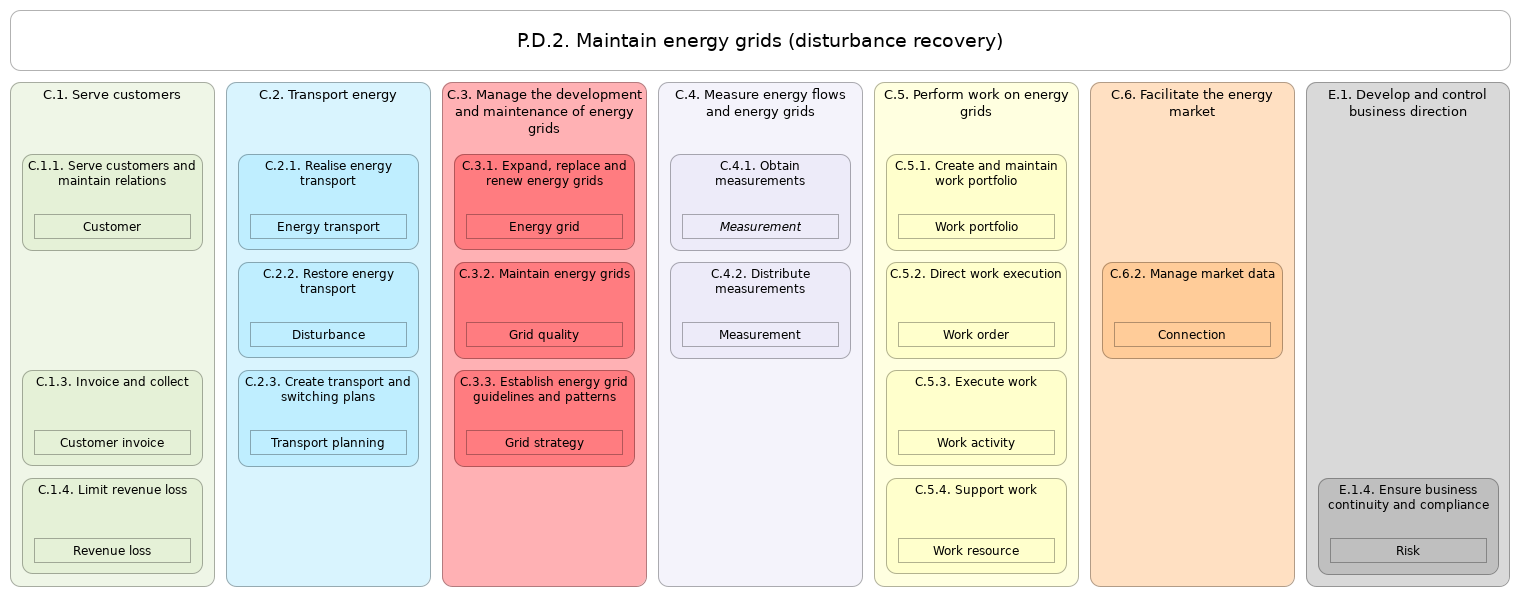 P.D.2. Maintain energy grids (disturbance recovery)
C.1. Serve customers
C.1.1. Serve customers and
maintain relations
Customer
C.1.3. Invoice and collect
Customer invoice
C.1.4. Limit revenue loss
Revenue loss
C.2. Transport energy
C.2.1. Realise energy
transport
Energy transport
C.2.2. Restore energy
transport
Disturbance
C.2.3. Create transport and
switching plans
Transport planning
C.3. Manage the development
and maintenance of energy
grids
C.3.1. Expand, replace and
renew energy grids
Energy grid
C.3.2. Maintain energy grids
Grid quality
C.3.3. Establish energy grid
guidelines and patterns
Grid strategy
C.4. Measure energy flows
and energy grids
C.4.1. Obtain
measurements
Measurement
C.4.2. Distribute
measurements
Measurement
C.5. Perform work on energy
grids
C.5.1. Create and maintain
work portfolio
Work portfolio
C.5.2. Direct work execution
Work order
C.5.3. Execute work
Work activity
C.5.4. Support work
Work resource
C.6. Facilitate the energy
market
C.6.2. Manage market data
Connection
E.1. Develop and control
business direction
E.1.4. Ensure business
continuity and compliance
Risk